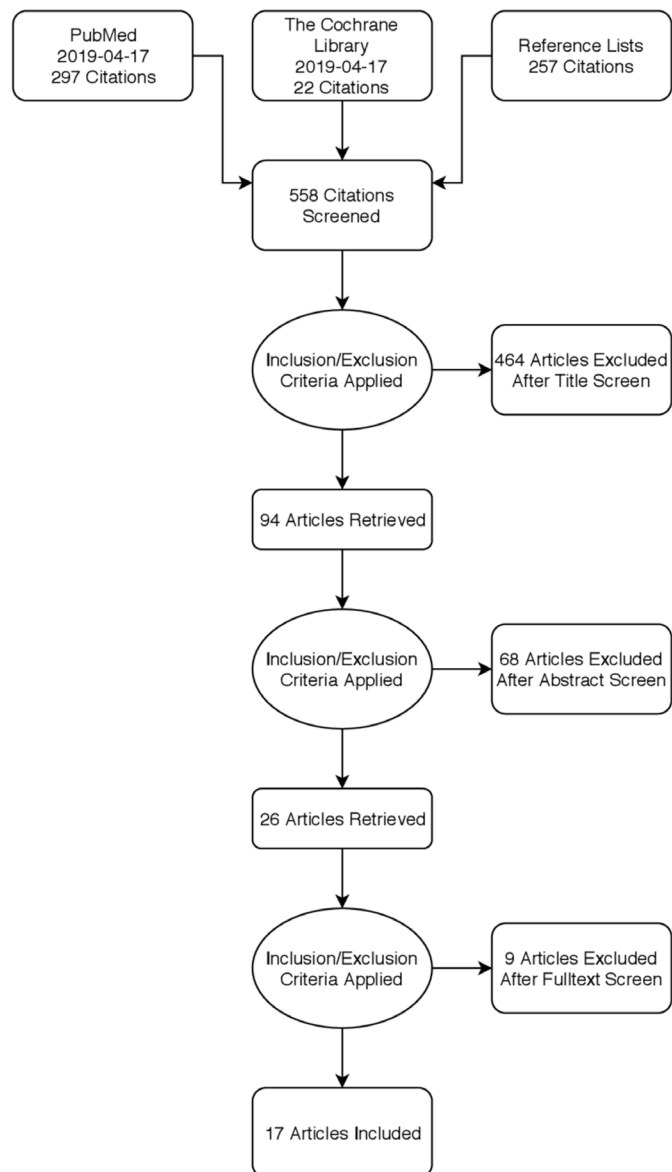 PubMed
2019-04-17
297 Citations
The Cochrane
Library
2019-04-17
22 Citations
Reference Lists
257 Citations
558 Citations
Screened
Inclusion/Exclusion
Criteria Applied
464 Articles Excluded
After Title Screen
94 Articles Retrieved
Inclusion/Exclusion
Criteria Applied
68 Articles Excluded
After Abstract Screen
26 Articles Retrieved
Inclusion/Exclusion
Criteria Applied
9 Articles Excluded
After Fulltext Screen
17 Articles Included